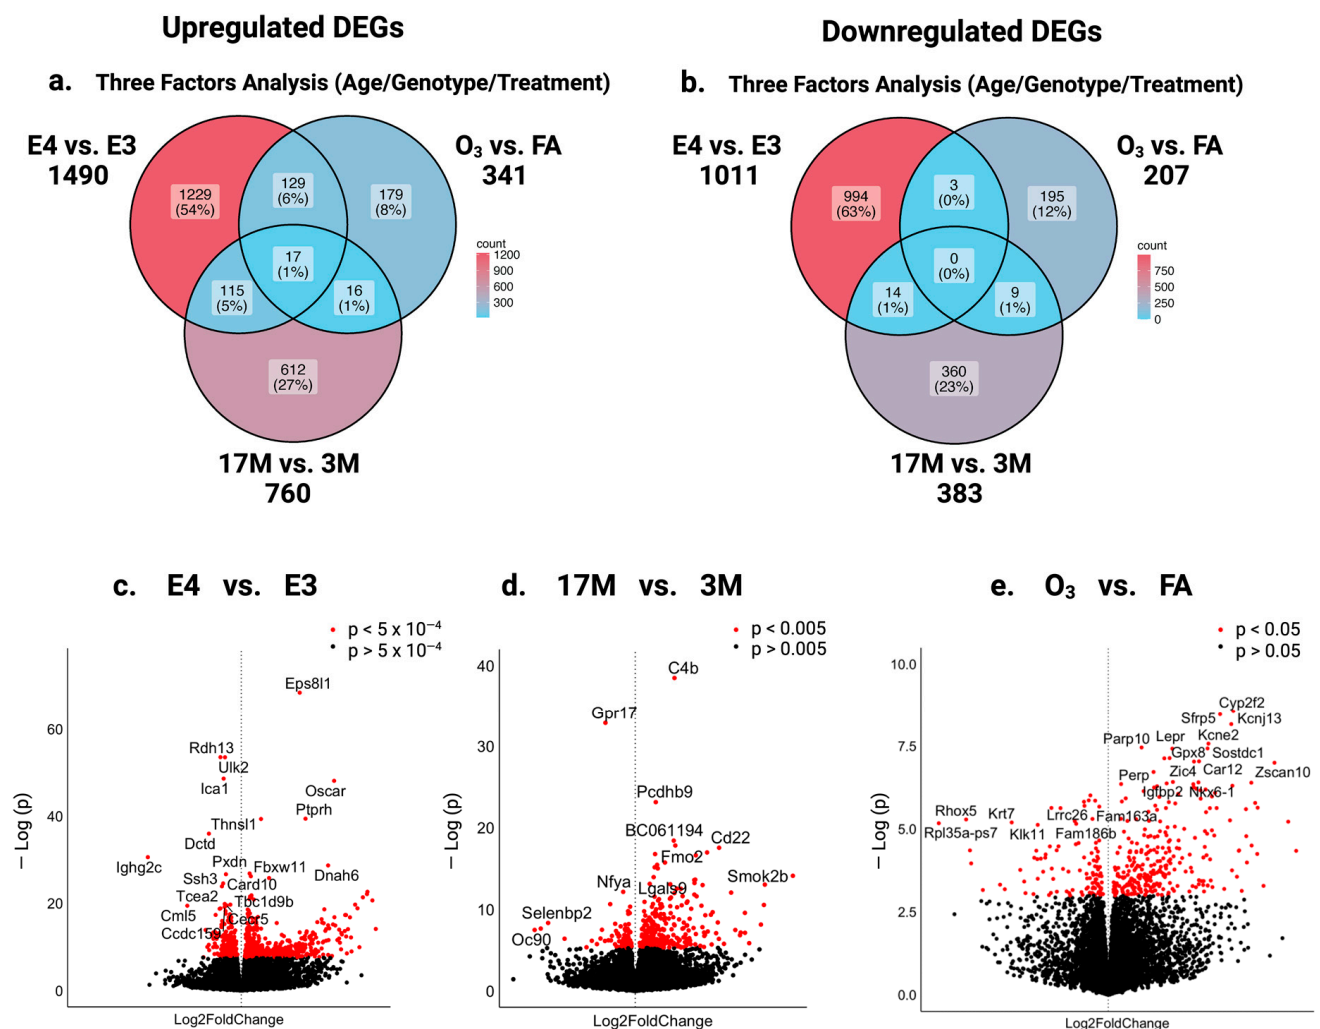 Upregulated DEGs
Downregulated DEGs
a. Three Factors Analysis (Age/Genotype/Treatment)
E4 vs. E3
1490
O₃ vs. FA
341
1229
(54%)
129
(6%)
179
(8%)
17
(1%)
115
(5%)
16
(1%)
612
(27%)
17M vs. 3M
760
count
1200
900
600
300
b. Three Factors Analysis (Age/Genotype/Treatment)
E4 vs. E3
1011
O₃ vs. FA
207
994
(63%)
3
(0%)
195
(12%)
0
(0%)
14
(1%)
9
(1%)
360
(23%)
17M vs. 3M
383
count
750
500
250
0
c. E4 vs. E3
p < 5 x 10⁻⁴
p > 5 x 10⁻⁴
— Log (p)
60
40
20
0
Eps8l1
Rdh13
Ulk2
Ica1
Oscar
Ptprh
Thnsl1
Dctd
Ighg2c
Pxdn
Fbxw11
Dnah6
Ssh3
Card10
Tcea2
Tbc1d9b
Cml5
Cecr5
Ccdc159
Log2FoldChange
d. 17M vs. 3M
p < 0.005
p > 0.005
— Log (p)
40
30
20
10
0
C4b
Gpr17
Pcdhb9
BC061194
Cd22
Fmo2
Smok2b
Nfya
Lgals9
Selenbp2
Oc90
Log2FoldChange
e. O₃ vs. FA
p < 0.05
p > 0.05
— Log (p)
10.0
7.5
5.0
2.5
0.0
Cyp2f2
Sfrp5
Kcnj13
Parp10
Lepr
Kcne2
Gpx8
Sostdc1
Perp
Zic4
Car12
Zscan10
Igfbp2
Nkx6-1
Rhox5
Krt7
Lrrc26
Fam163a
Rpl35a-ps7
Klk11
Fam186b
Log2FoldChange